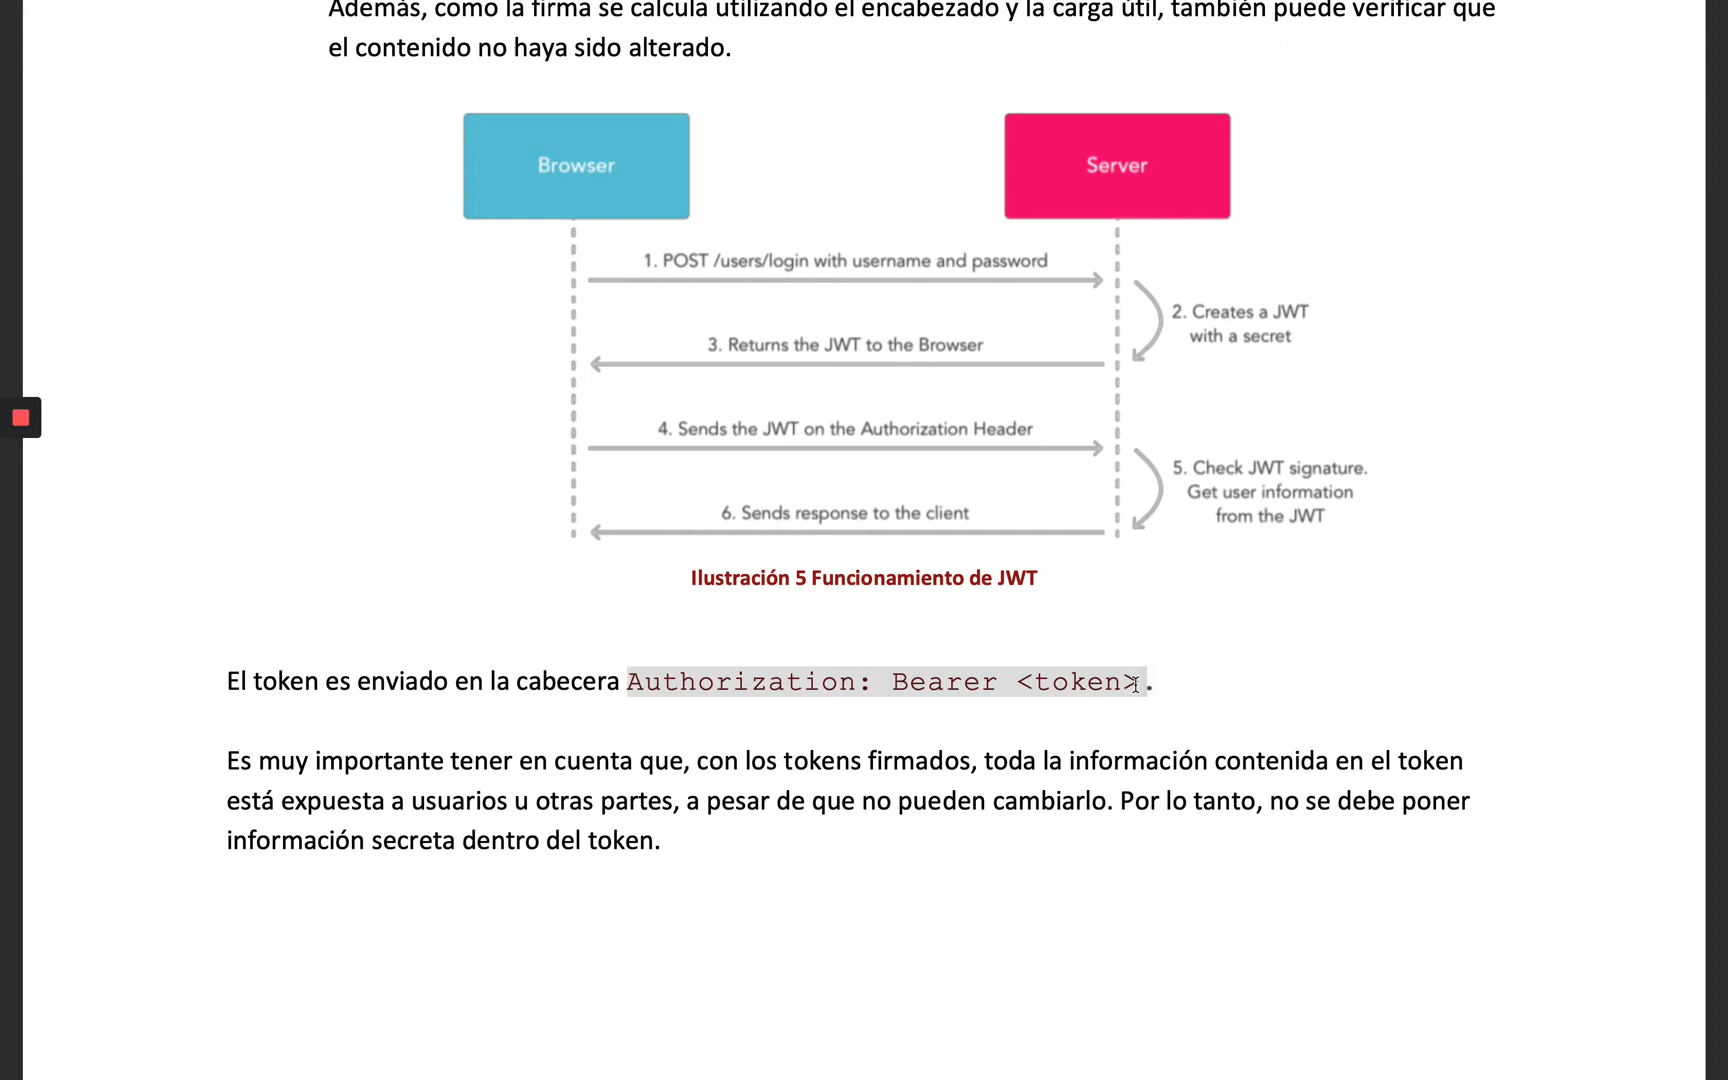 Además, como la firma se calcula utilizando el encabezado y la carga útil, también puede verificar que
el contenido no haya sido alterado.
Browser
Server
1. POST /users/login with username and password
2. Creates a JWT
with a secret
3. Returns the JWT to the Browser
4. Sends the JWT on the Authorization Header
5. Check JWT signature.
Get user information
from the JWT
6. Sends response to the client
Ilustración 5 Funcionamiento de JWT
El token es enviado en la cabecera Authorization: Bearer <token>.
Es muy importante tener en cuenta que, con los tokens firmados, toda la información contenida en el token
está expuesta a usuarios u otras partes, a pesar de que no pueden cambiarlo. Por lo tanto, no se debe poner
información secreta dentro del token.